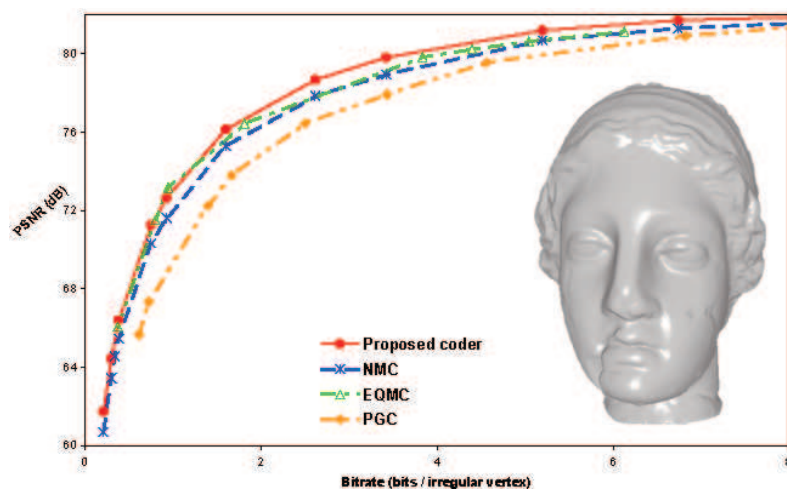 80
76
72
68
64
60
PSNR (dB)
Proposed coder
NMC
EQMC
PGC
0
2
4
6
8
Bitrate (bits / irregular vertex)